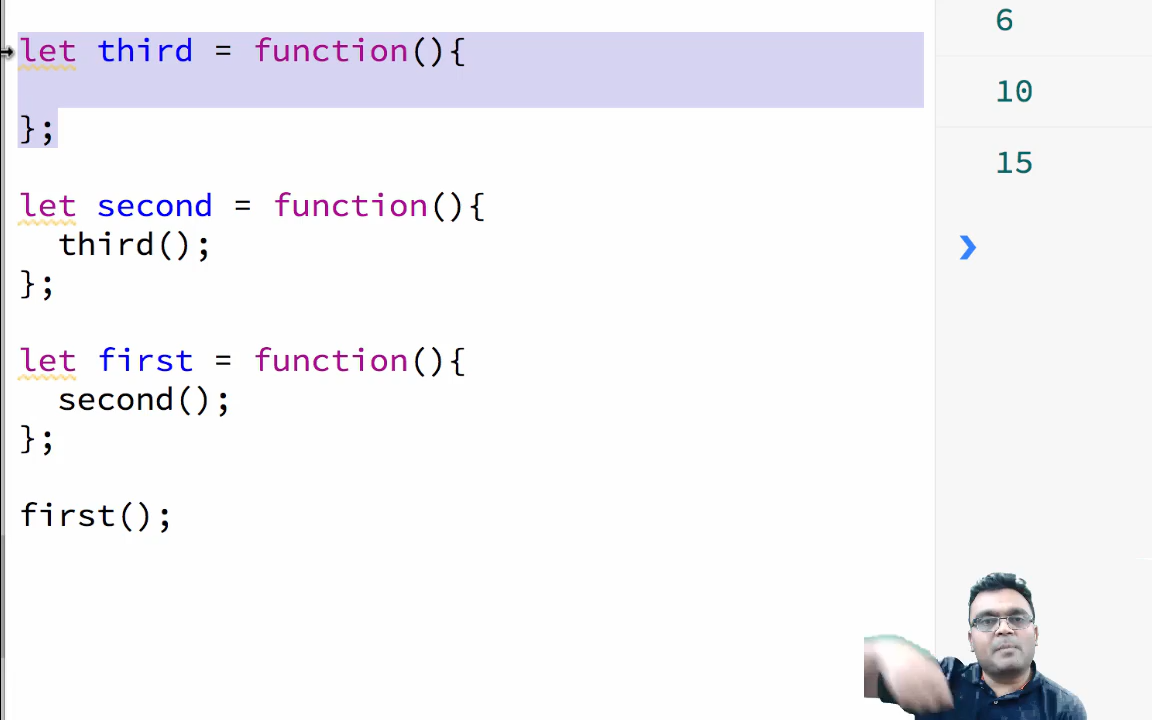 let third = function(){
};
let second = function(){
third();
};
let first = function(){
second();
};
first();
6
10
15